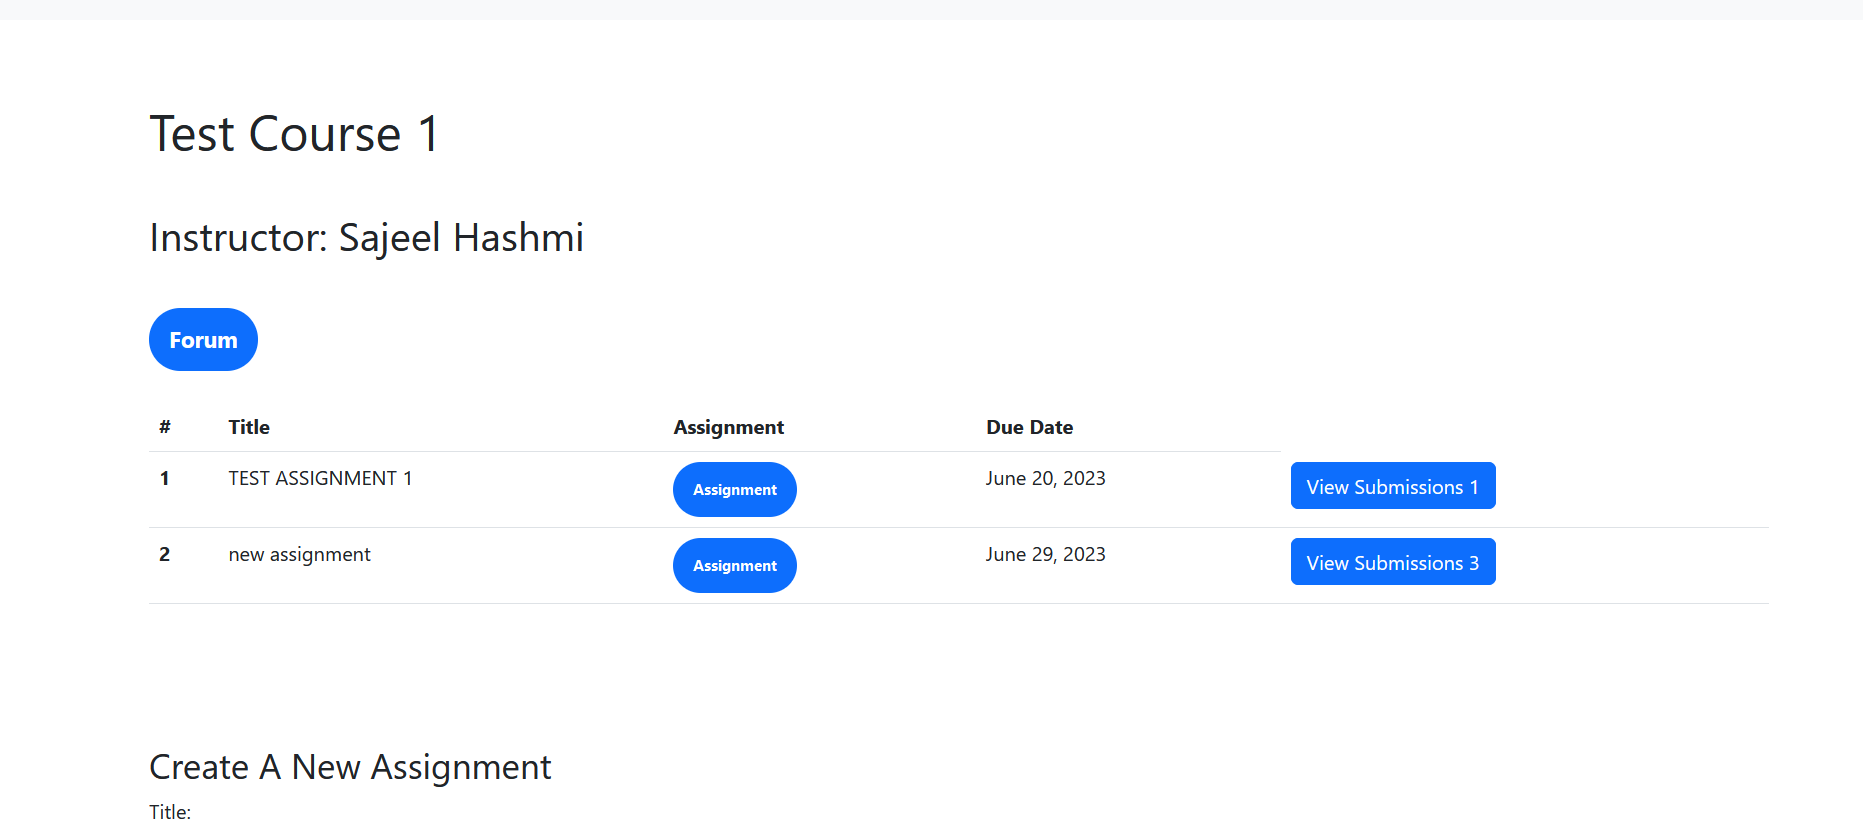 Test Course 1
Instructor: Sajeel Hashmi
Forum
# Title Assignment Due Date
1 TEST ASSIGNMENT 1 Assignment June 20, 2023 View Submissions 1
2 new assignment Assignment June 29, 2023 View Submissions 3
Create A New Assignment
Title: